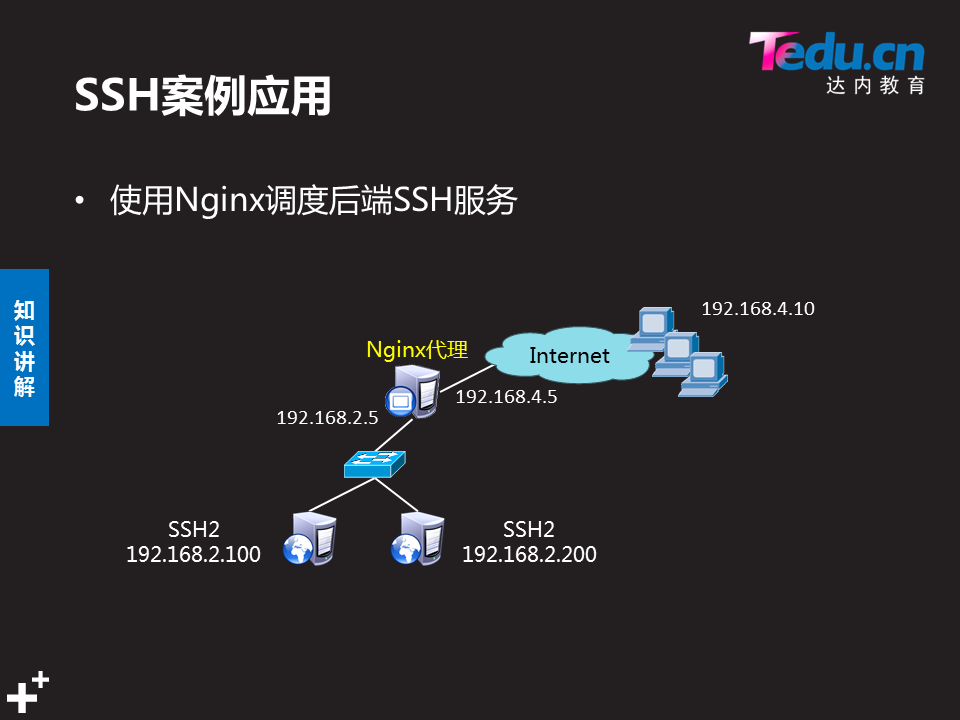 Tedu.cn
达内教育
SSH案例应用
• 使用Nginx调度后端SSH服务
知识讲解
192.168.4.10
Nginx代理
Internet
192.168.4.5
192.168.2.5
SSH2
192.168.2.100
SSH2
192.168.2.200